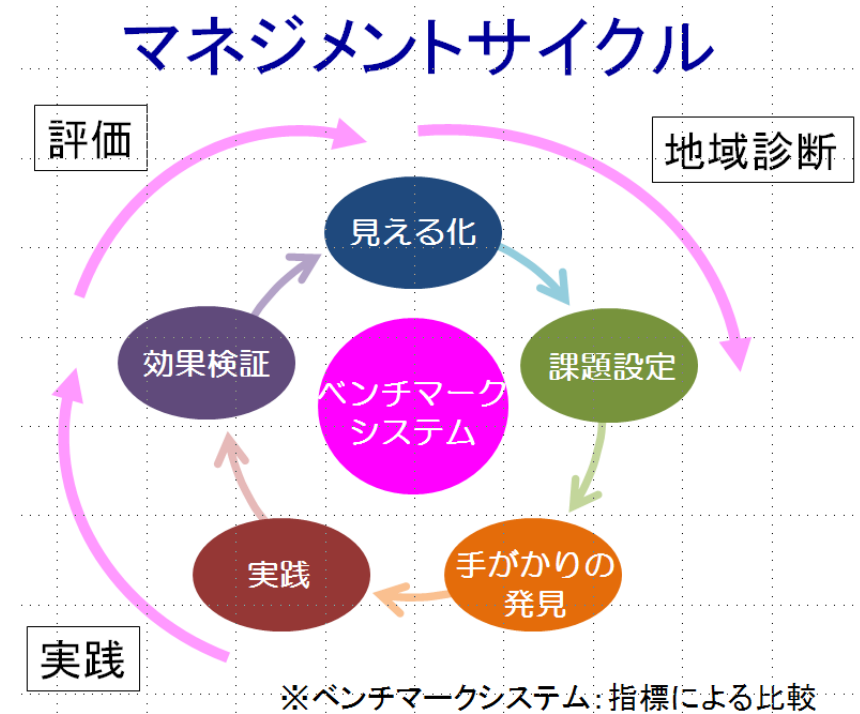 マネジメントサイクル
評価
地域診断
見える化
効果検証
課題設定
ベンチマーク
システム
実践
手がかりの
発見
実践
※ベンチマークシステム:指標による比較